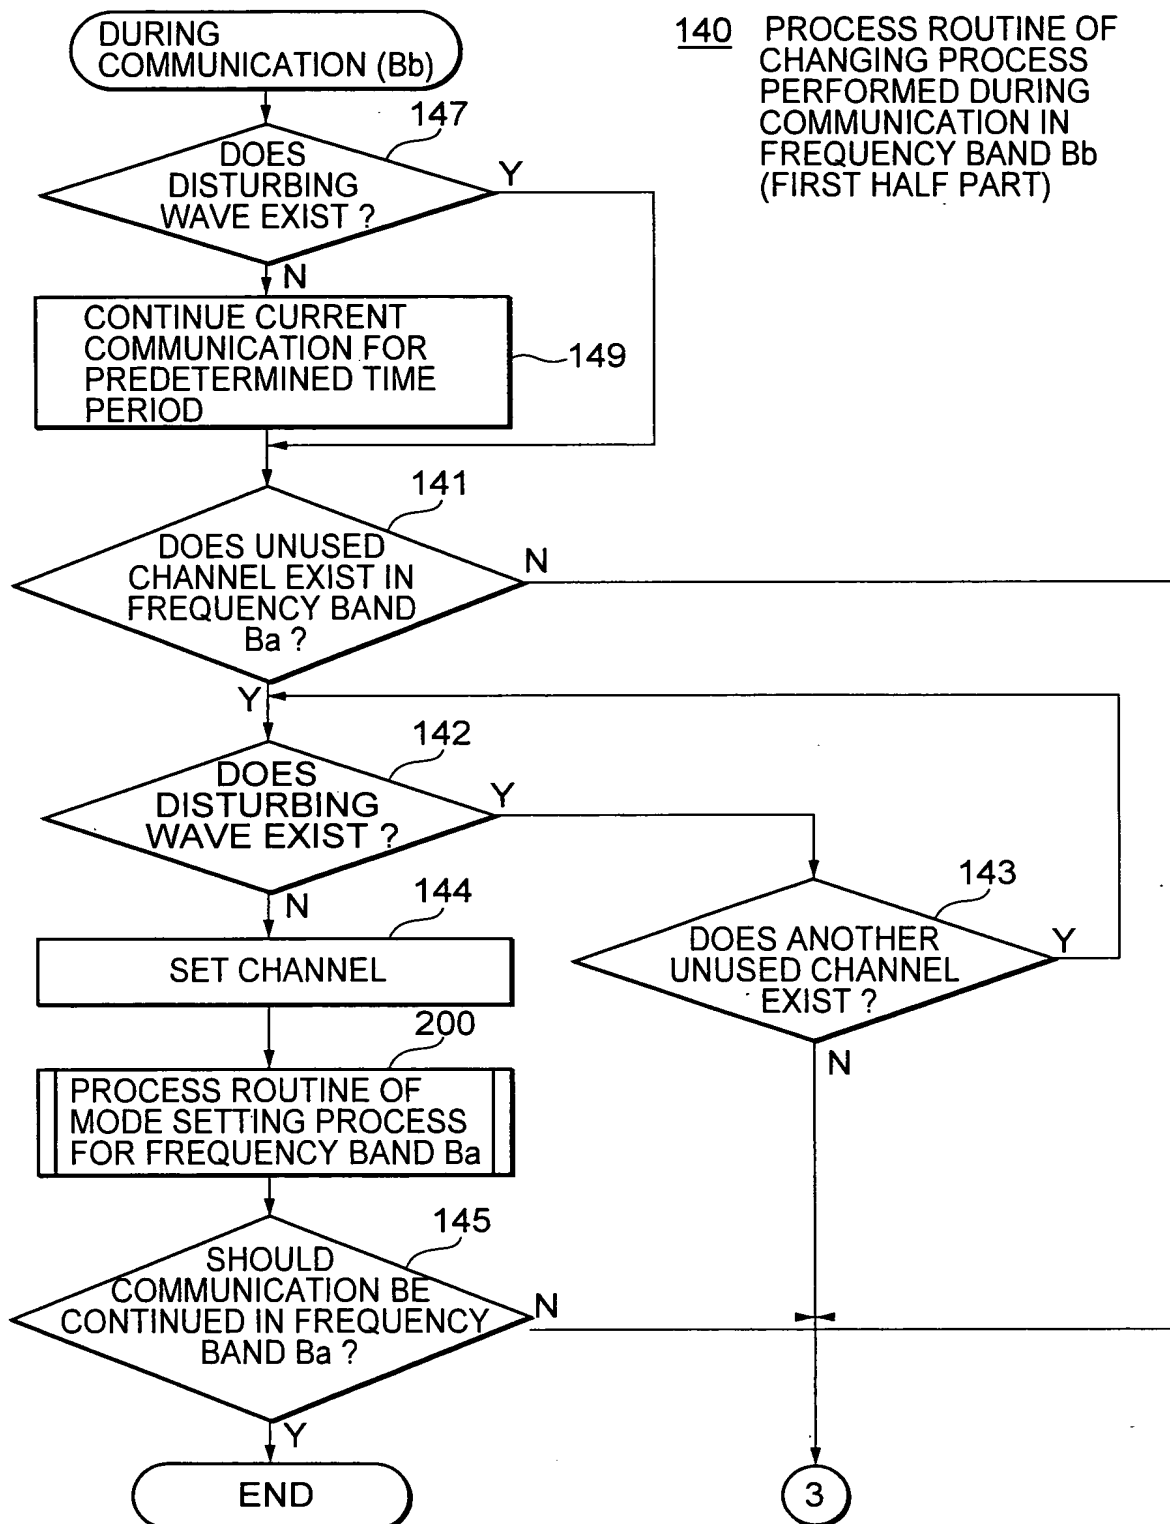 140 PROCESS ROUTINE OF
CHANGING PROCESS
PERFORMED DURING
COMMUNICATION IN
FREQUENCY BAND Bb
(FIRST HALF PART)
DURING
COMMUNICATION (Bb)
147
DOES
DISTURBING
WAVE EXIST ?
Y
N
CONTINUE CURRENT
COMMUNICATION FOR
PREDETERMINED TIME
PERIOD
149
141
DOES UNUSED
CHANNEL EXIST IN
FREQUENCY BAND
Ba ?
N
Y
142
DOES
DISTURBING
WAVE EXIST ?
Y
N
143
DOES ANOTHER
UNUSED CHANNEL
EXIST ?
Y
N
144
SET CHANNEL
200
PROCESS ROUTINE OF
MODE SETTING PROCESS
FOR FREQUENCY BAND Ba
145
SHOULD
COMMUNICATION BE
CONTINUED IN FREQUENCY
BAND Ba ?
N
Y
END
3